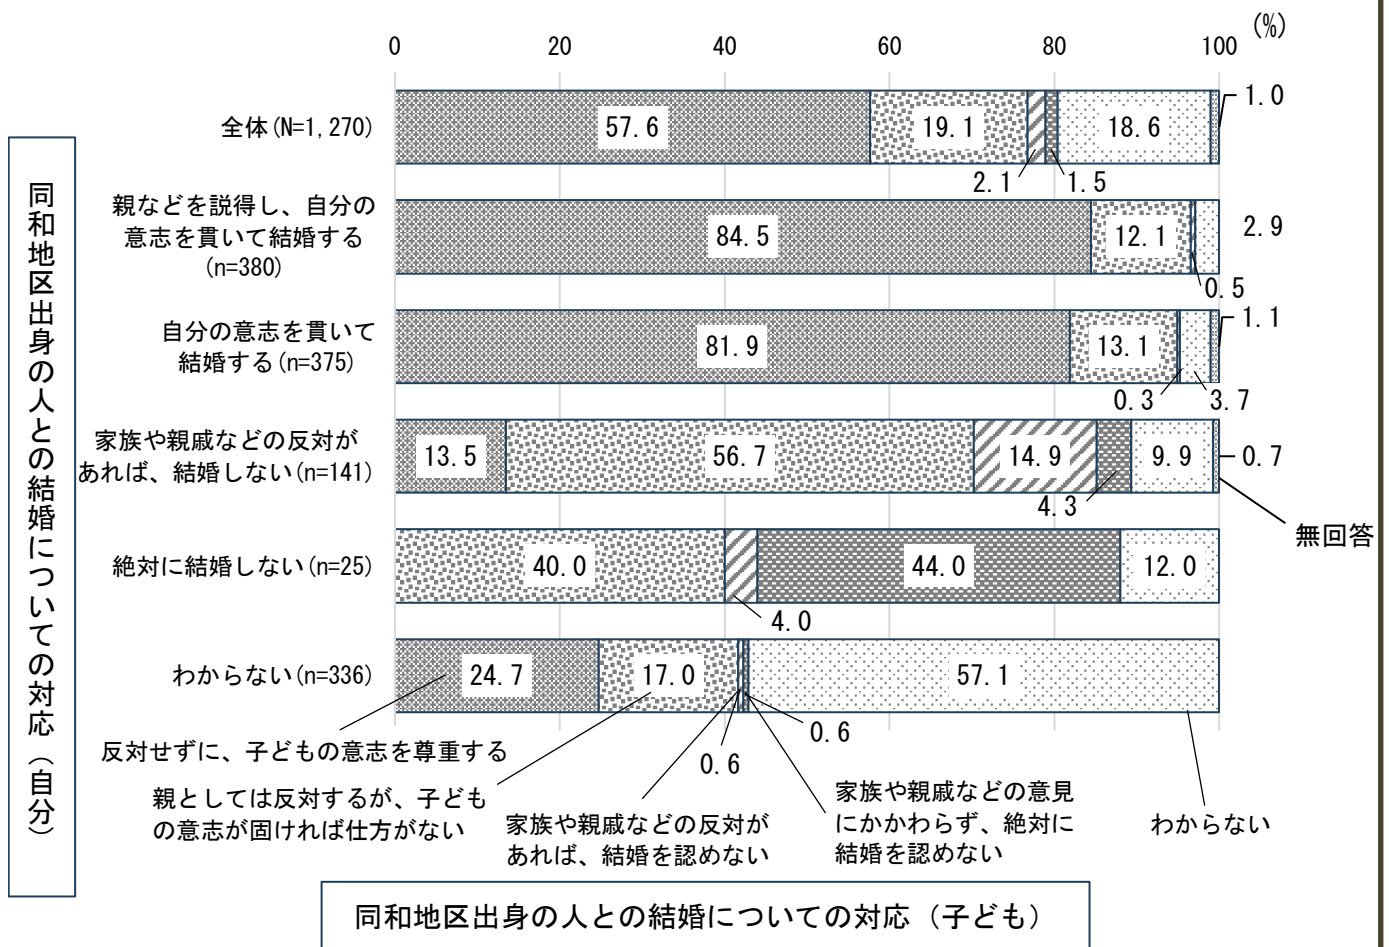 (%)
0 20 40 60 80 100
全体(N=1,270)
57.6 19.1 2.1 1.5 18.6 1.0
親などを説得し、自分の
意志を貫いて結婚する
(n=380)
84.5 12.1 0.5 2.9
自分の意志を貫いて
結婚する(n=375)
81.9 13.1 0.3 3.7 1.1
家族や親戚などの反対が
あれば、結婚しない(n=141)
13.5 56.7 14.9 4.3 9.9 0.7
無回答
絶対に結婚しない(n=25)
40.0 4.0 44.0 12.0
わからない(n=336)
24.7 17.0 0.6 0.6 57.1
反対せずに、子どもの意志を尊重する
親としては反対するが、子ども
の意志が固ければ仕方がない
家族や親戚などの反対が
あれば、結婚を認めない
家族や親戚などの意見
にかかわらず、絶対に
結婚を認めない
わからない
同和地区出身の人との結婚についての対応（自分）
同和地区出身の人との結婚についての対応（子ども）